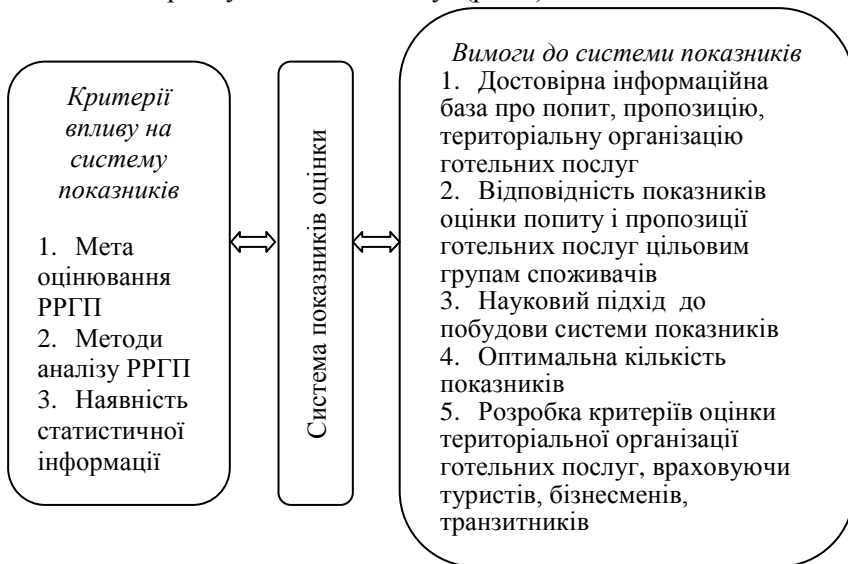 Критерії
впливу на
систему
показників
1. Мета
оцінювання
РРГП
2. Методи
аналізу РРГП
3. Наявність
статистичної
інформації
Система показників оцінки
Вимоги до системи показників
1. Достовірна інформаційна
база про попит, пропозицію,
територіальну організацію
готельних послуг
2. Відповідність показників
оцінки попиту і пропозиції
готельних послуг цільовим
групам споживачів
3. Науковий підхід до
побудови системи показників
4. Оптимальна кількість
показників
5. Розробка критеріїв оцінки
територіальної організації
готельних послуг, враховуючи
туристів, бізнесменів,
транзитників